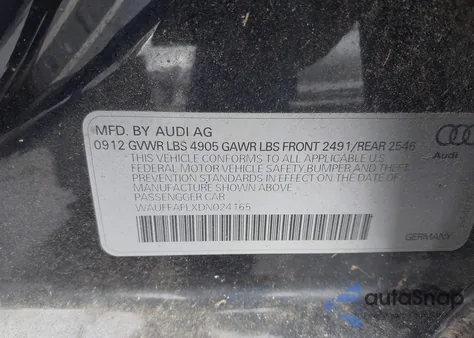 MFD. BY AUDI AG
0912 GVWR LBS 4905 GAWR LBS FRONT 2491/REAR 2546
THIS VEHICLE CONFORMS TO ALL APPLICABLE U.S.
FEDERAL MOTOR VEHICLE SAFETY BUMPER AND THEFT
PREVENTION STANDARDS IN EFFECT ON THE DATE
OF MANUFACTURE SHOWN ABOVE.
PASSENGGER CAR
WAUFFAFLXDN024165
Audi
GERMANY
autoSnap